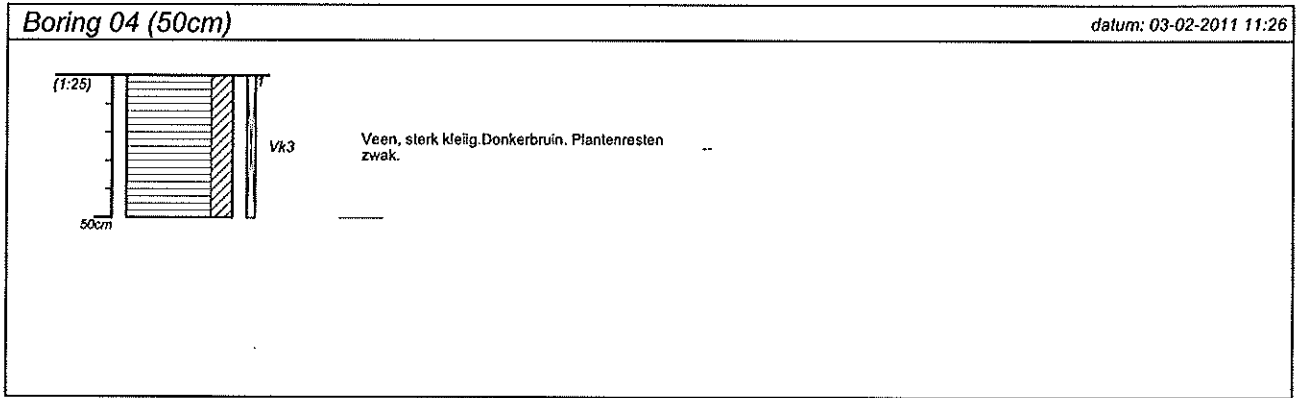 Boring 04 (50cm)
datum: 03-02-2011 11:26
(1:25)
1
Vk3
Veen, sterk kleiig.Donkerbruin. Plantenresten
zwak.
--
50cm